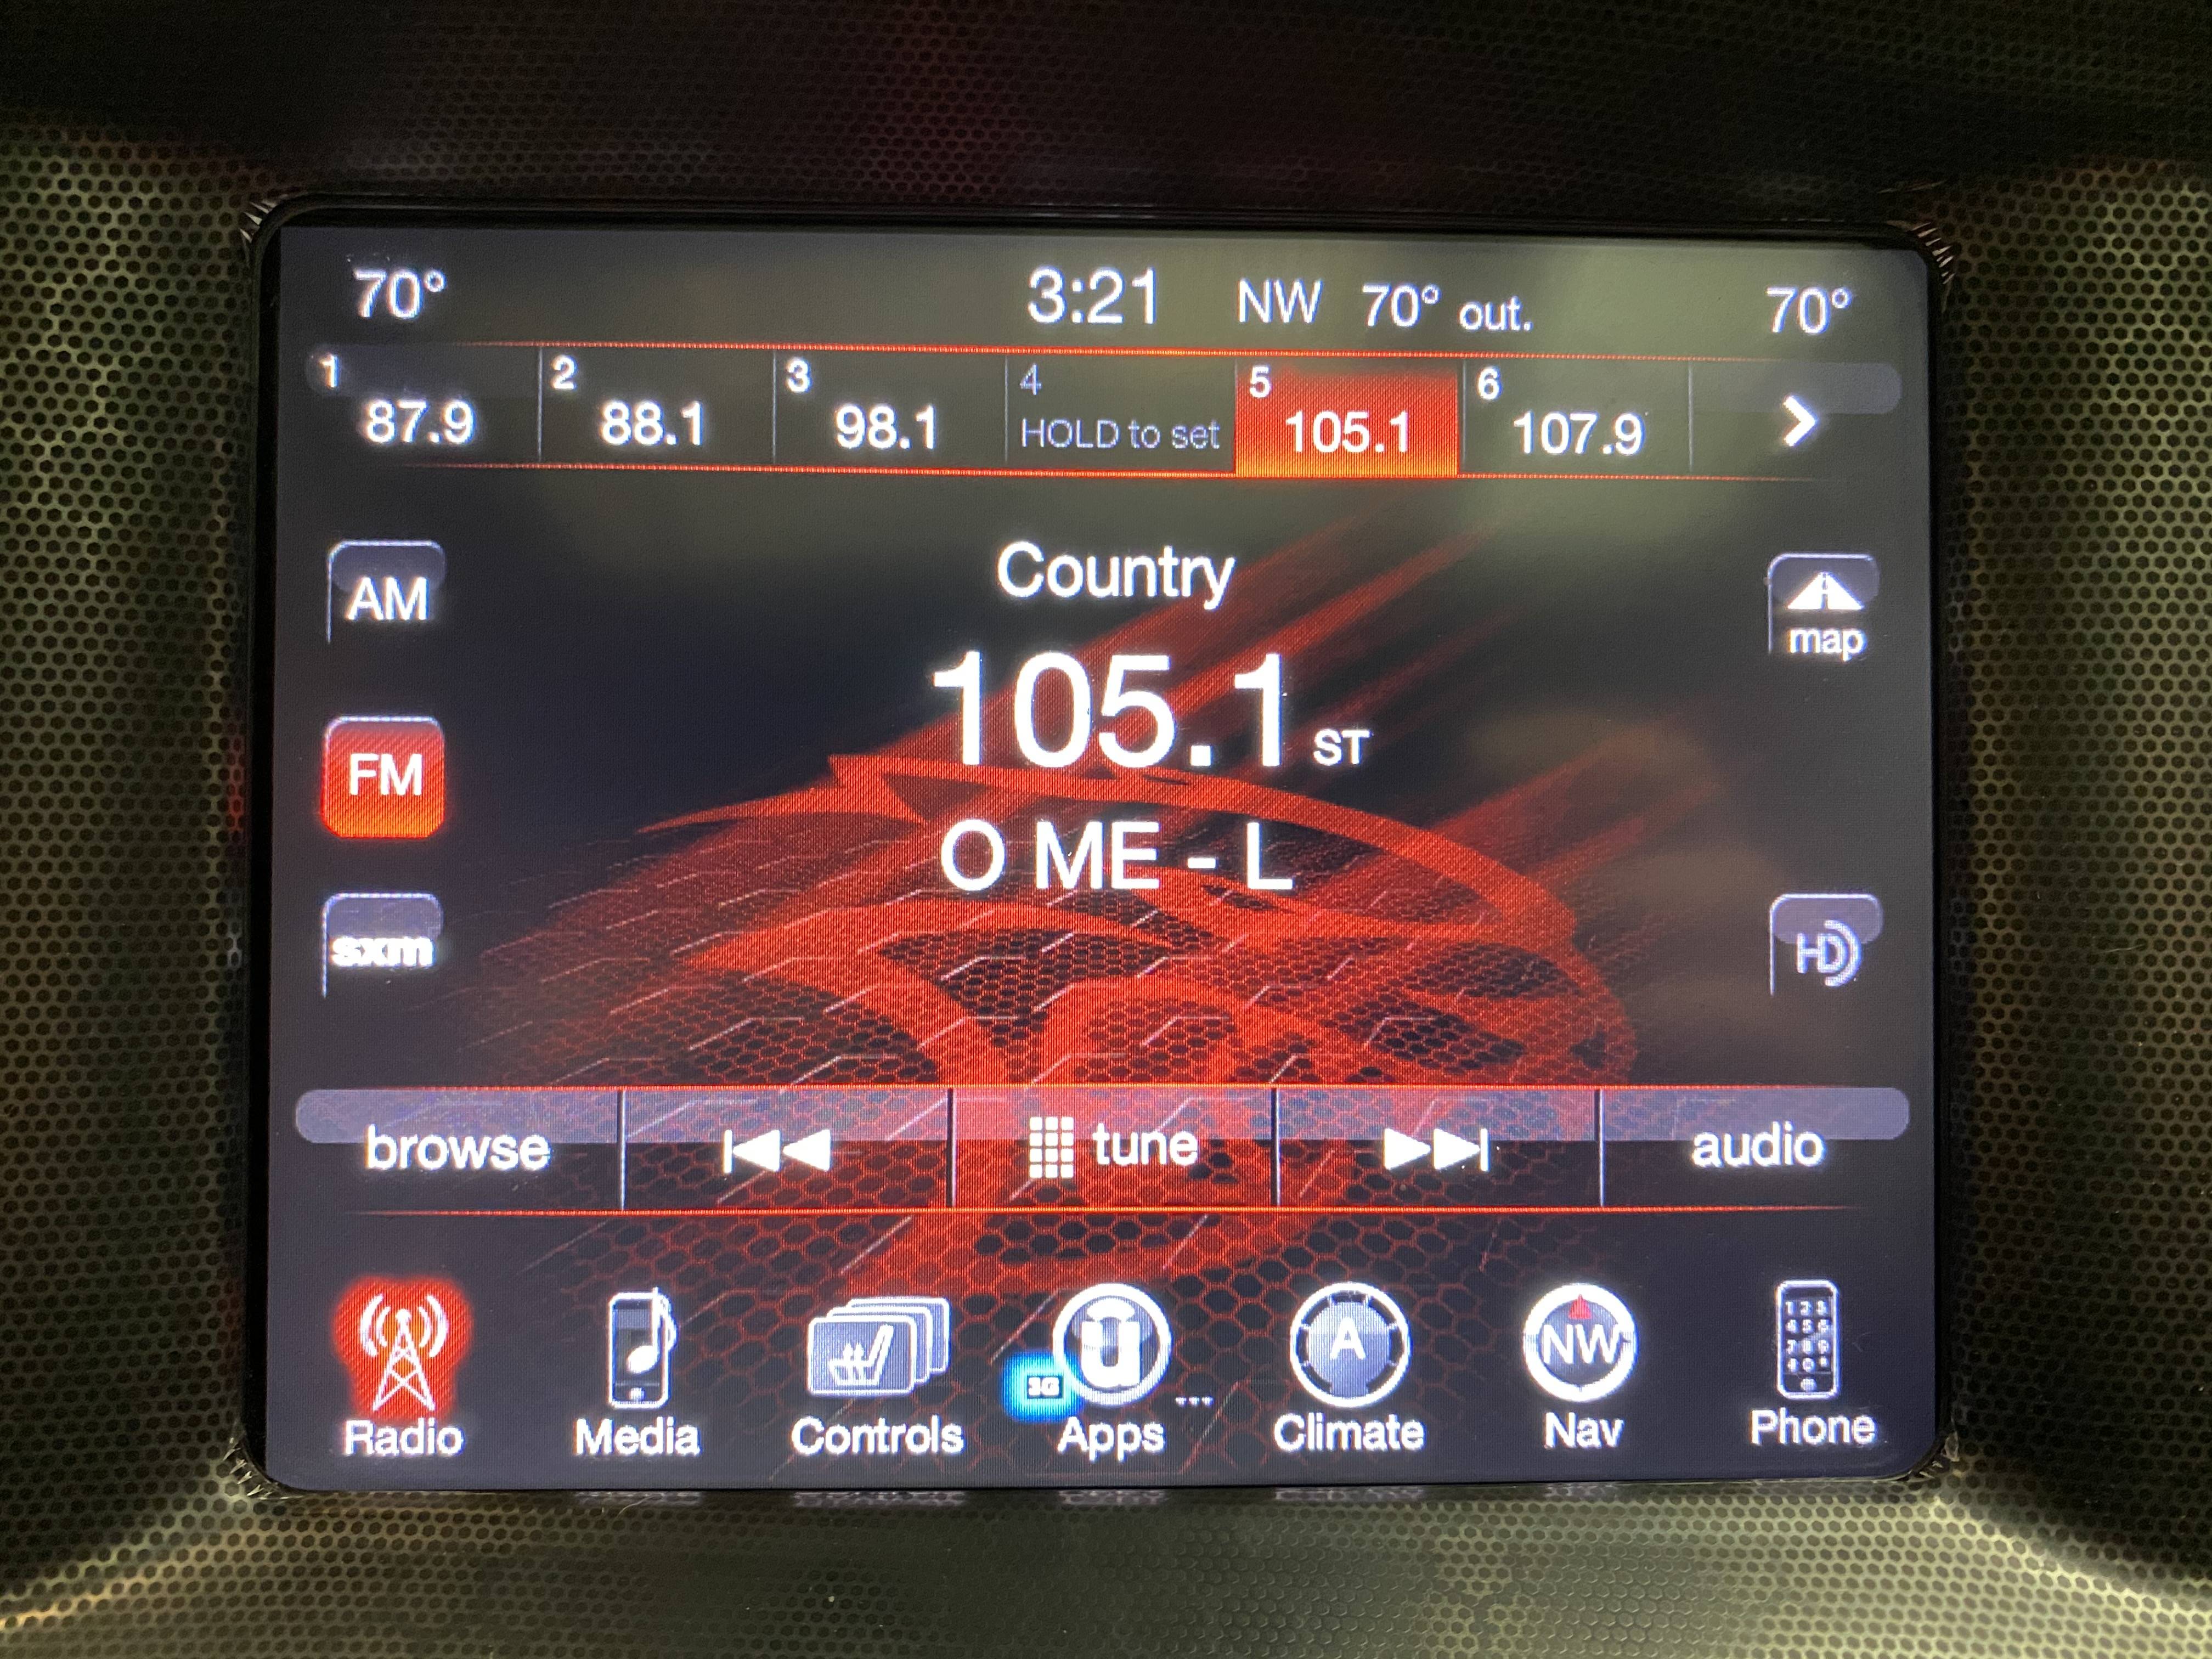 70° 3:21 NW 70° out. 70°
1 2 3 4 5 6
87.9 88.1 98.1 HOLD to set 105.1 107.9
Country
AM
map
105.1 ST
FM
O ME - L
sxm
HD
browse tune audio
A NW
3G
Radio Media Controls Apps Climate Nav Phone